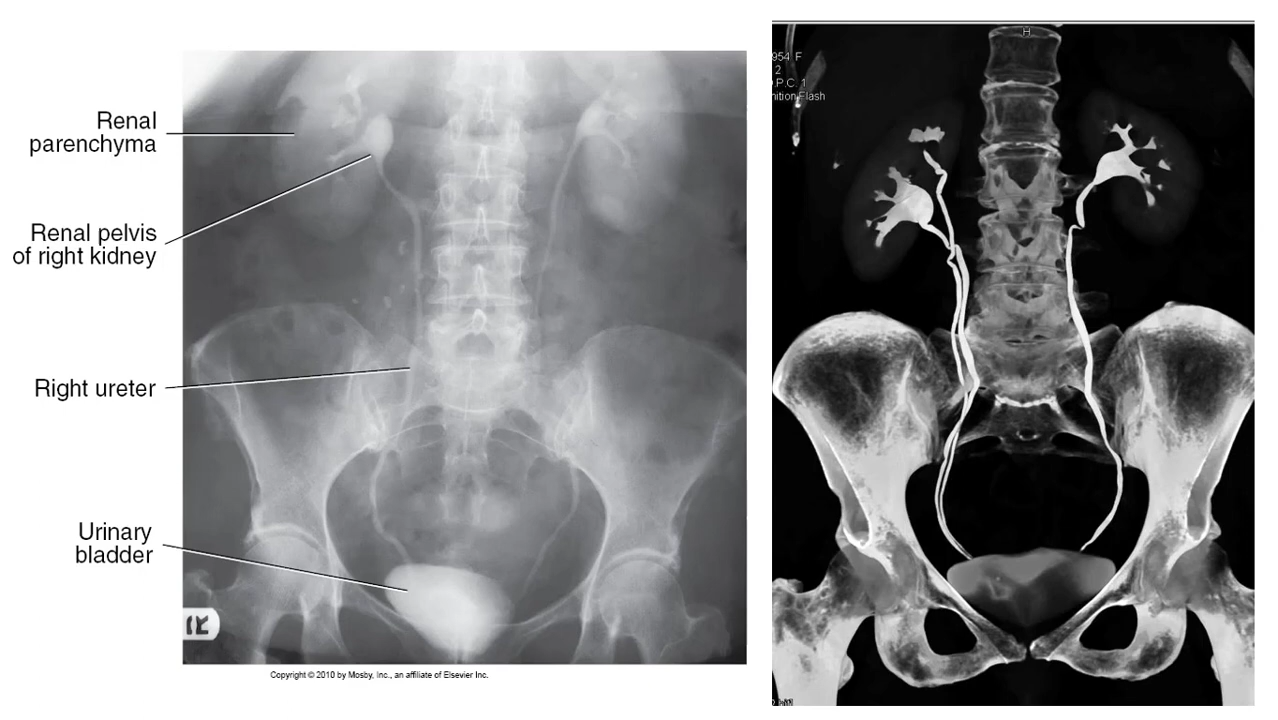 Renal
parenchyma
Renal pelvis
of right kidney
Right ureter
Urinary
bladder
Copyright © 2010 by Mosby, Inc., an affiliate of Elsevier Inc.
H
954 F
2
.P.C. 1
nition Flash